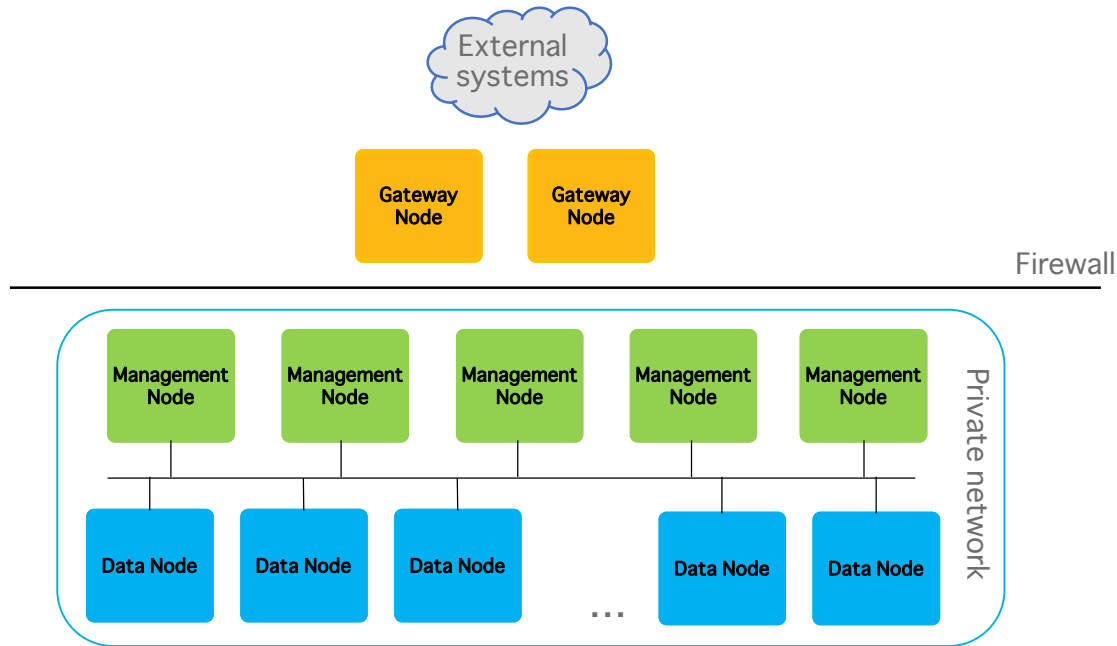 External
systems
Gateway
Node
Gateway
Node
Firewall
Management
Node
Management
Node
Management
Node
Management
Node
Management
Node
Private network
Data Node
Data Node
Data Node
...
Data Node
Data Node